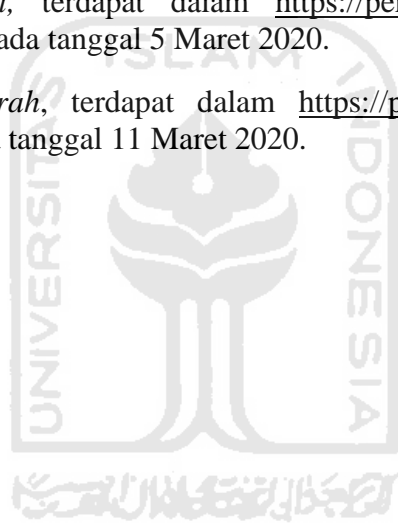 terdapat dalam https://pe
ada tanggal 5 Maret 2020.
rah, terdapat dalam https://p
tanggal 11 Maret 2020.
ISLAM
UNIVERSITAS
INDONESIA